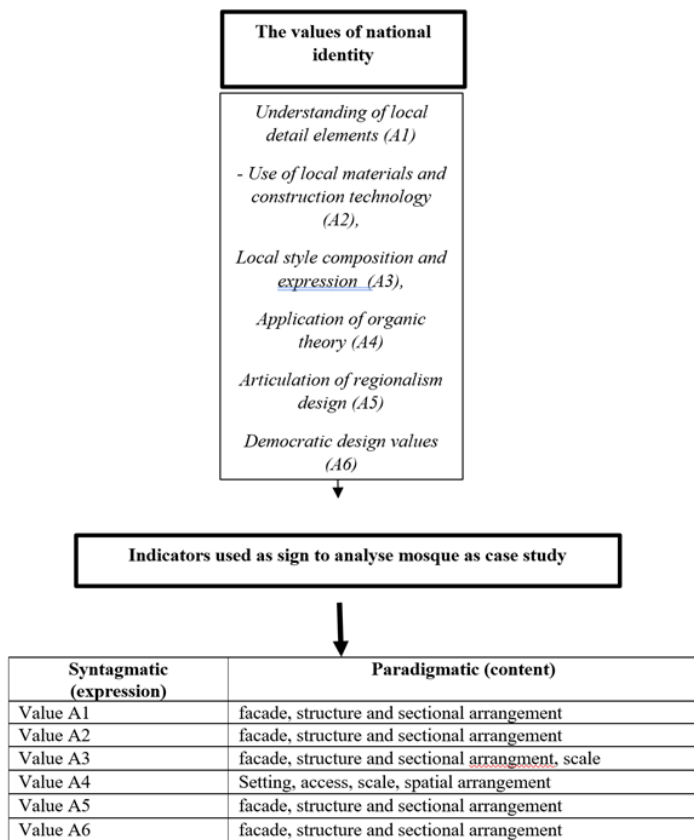 The values of national
identity
Understanding of local
detail elements (A1)
- Use of local materials and
construction technology
(A2),
Local style composition and
expression (A3),
Application of organic
theory (A4)
Articulation of regionalism
design (A5)
Democratic design values
(A6)
Indicators used as sign to analyse mosque as case study
Syntagmatic
(expression)
Paradigmatic (content)
Value A1 facade, structure and sectional arrangement
Value A2 facade, structure and sectional arrangement
Value A3 facade, structure and sectional arrangment, scale
Value A4 Setting, access, scale, spatial arrangement
Value A5 facade, structure and sectional arrangement
Value A6 facade, structure and sectional arrangement